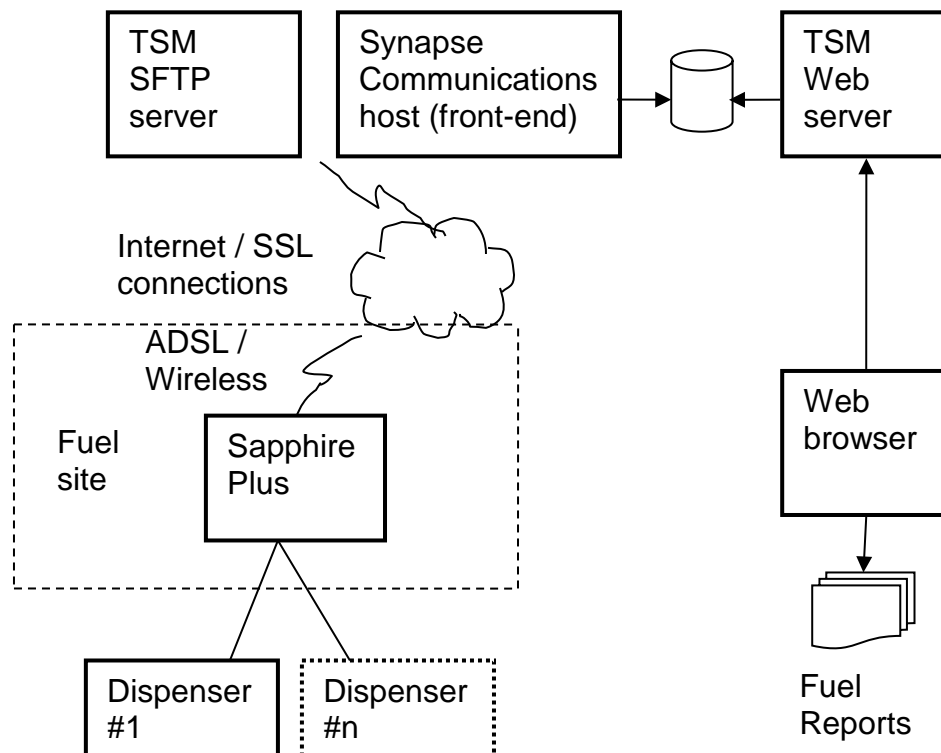 TSM
SFTP
server
Synapse
Communications
host (front-end)
TSM
Web
server
Internet / SSL
connections
ADSL /
Wireless
Fuel
site
Sapphire
Plus
Web
browser
Dispenser
#1
Dispenser
#n
Fuel
Reports